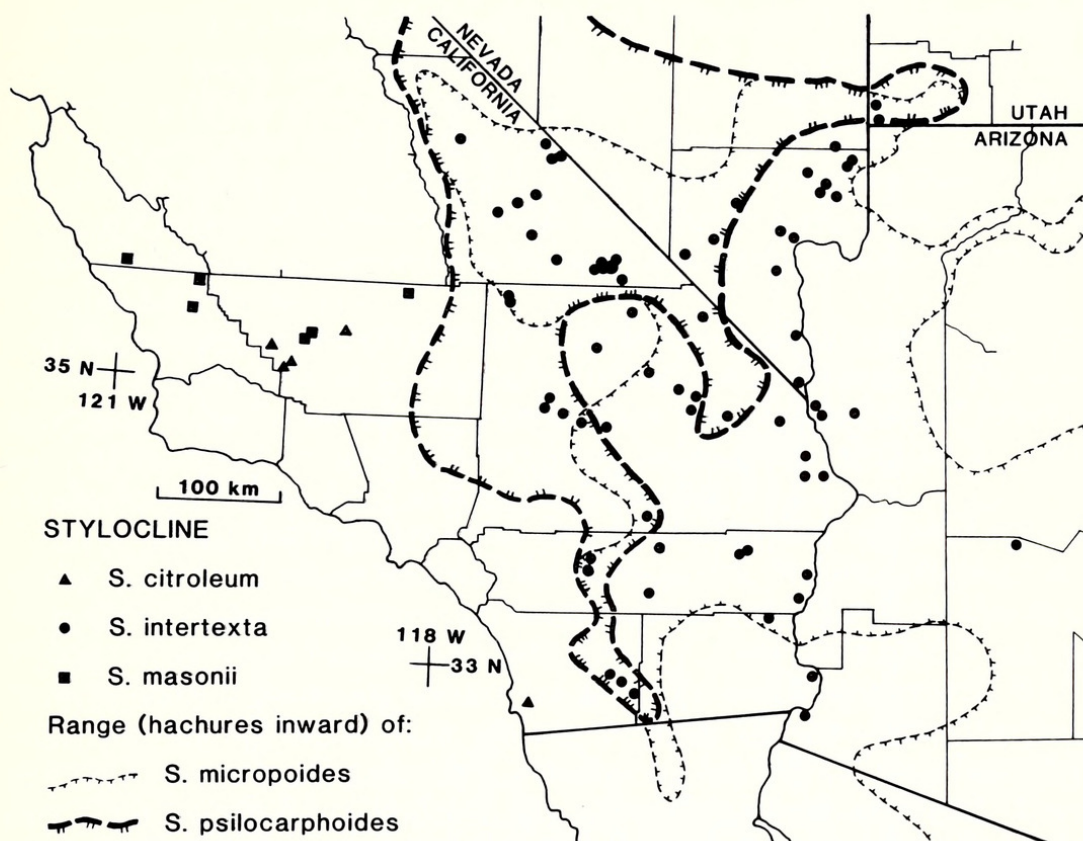 NEVADA
CALIFORNIA
UTAH
ARIZONA
35 N
121 W
100 km
STYLOCLINE
S. citroleum
S. intertexta
S. masonii
118 W
33 N
Range (hachures inward) of:
S. micropoides
S. psilocarphoides